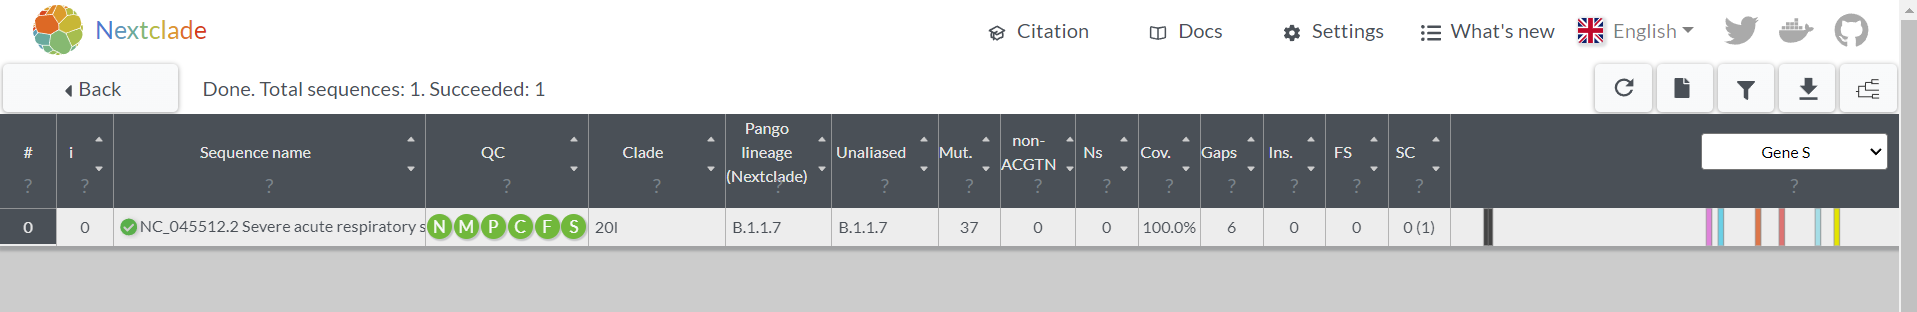 Nextclade
Citation
Docs
Settings
What's new
English
Back
Done. Total sequences: 1. Succeeded: 1
#
?
i
?
Sequence name
?
QC
?
Clade
?
Pango
lineage
(Nextclade)
?
Unaliased
?
Mut.
?
non-
ACGTN
?
Ns
?
Cov.
?
Gaps
?
Ins.
?
FS
?
SC
?
Gene S
?
0
0
NC_045512.2 Severe acute respiratory s
N M P C F S
20I
B.1.1.7
B.1.1.7
37
0
0
100.0%
6
0
0
0 (1)